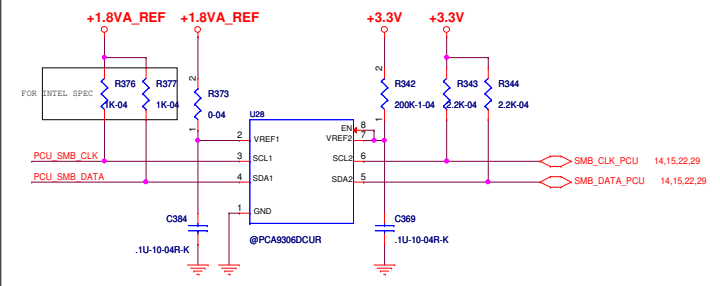 +1.8VA_REF +1.8VA_REF +3.3V +3.3V
R376 R377 R342 R343 R344
FOR INTEL SPEC 1K-04 1K-04 R373 200K-1-04 2.2K-04 2.2K-04
0-04
2 2
1 1
U28
EN 8
2 VREF1 VREF2 7
PCU_SMB_CLK 3 SCL1 SCL2 6 SMB_CLK_PCU 14,15,22,29
PCU_SMB_DATA 4 SDA1 SDA2 5 SMB_DATA_PCU 14,15,22,29
1 GND
C384 C369
.1U-10-04R-K @PCA9306DCUR .1U-10-04R-K